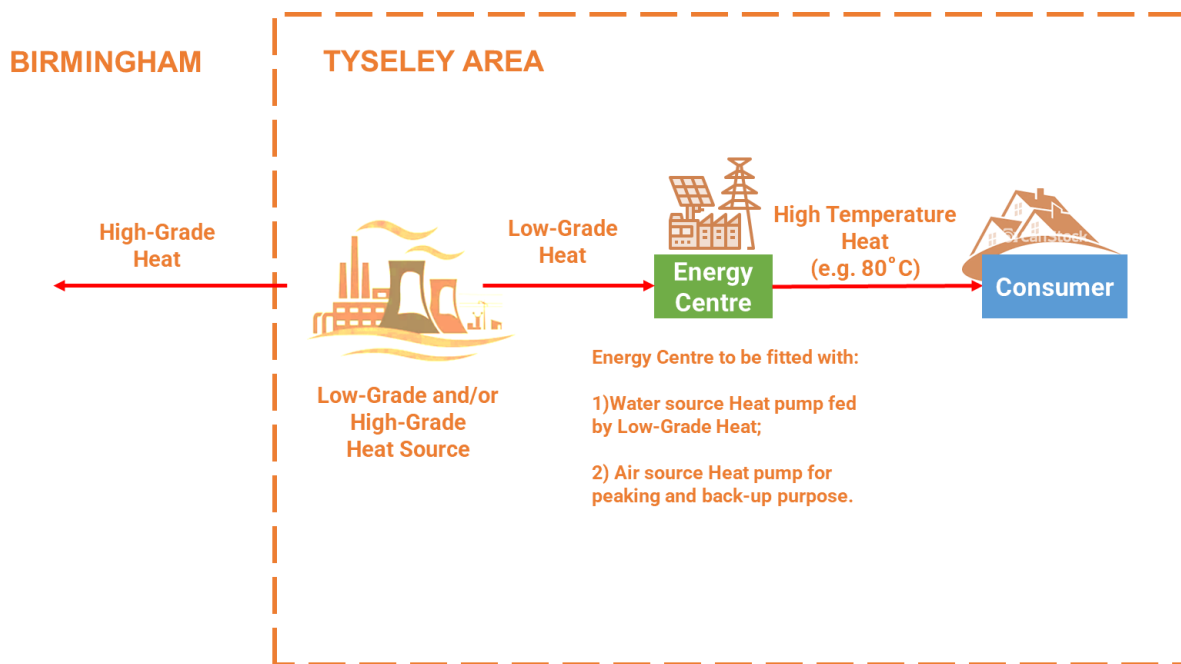 BIRMINGHAM
TYSELEY AREA
High-Grade
Heat
Low-Grade
Heat
High Temperature
Heat
(e.g. 80°C)
CanStock
Energy
Centre
Consumer
Low-Grade and/or
High-Grade
Heat Source
Energy Centre to be fitted with:
1)Water source Heat pump fed
by Low-Grade Heat;
2) Air source Heat pump for
peaking and back-up purpose.